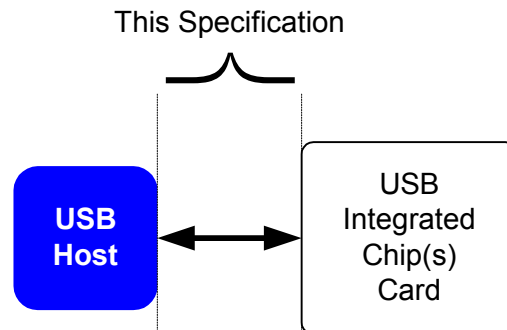 This Specification
USB
Host
USB
Integrated
Chip(s)
Card